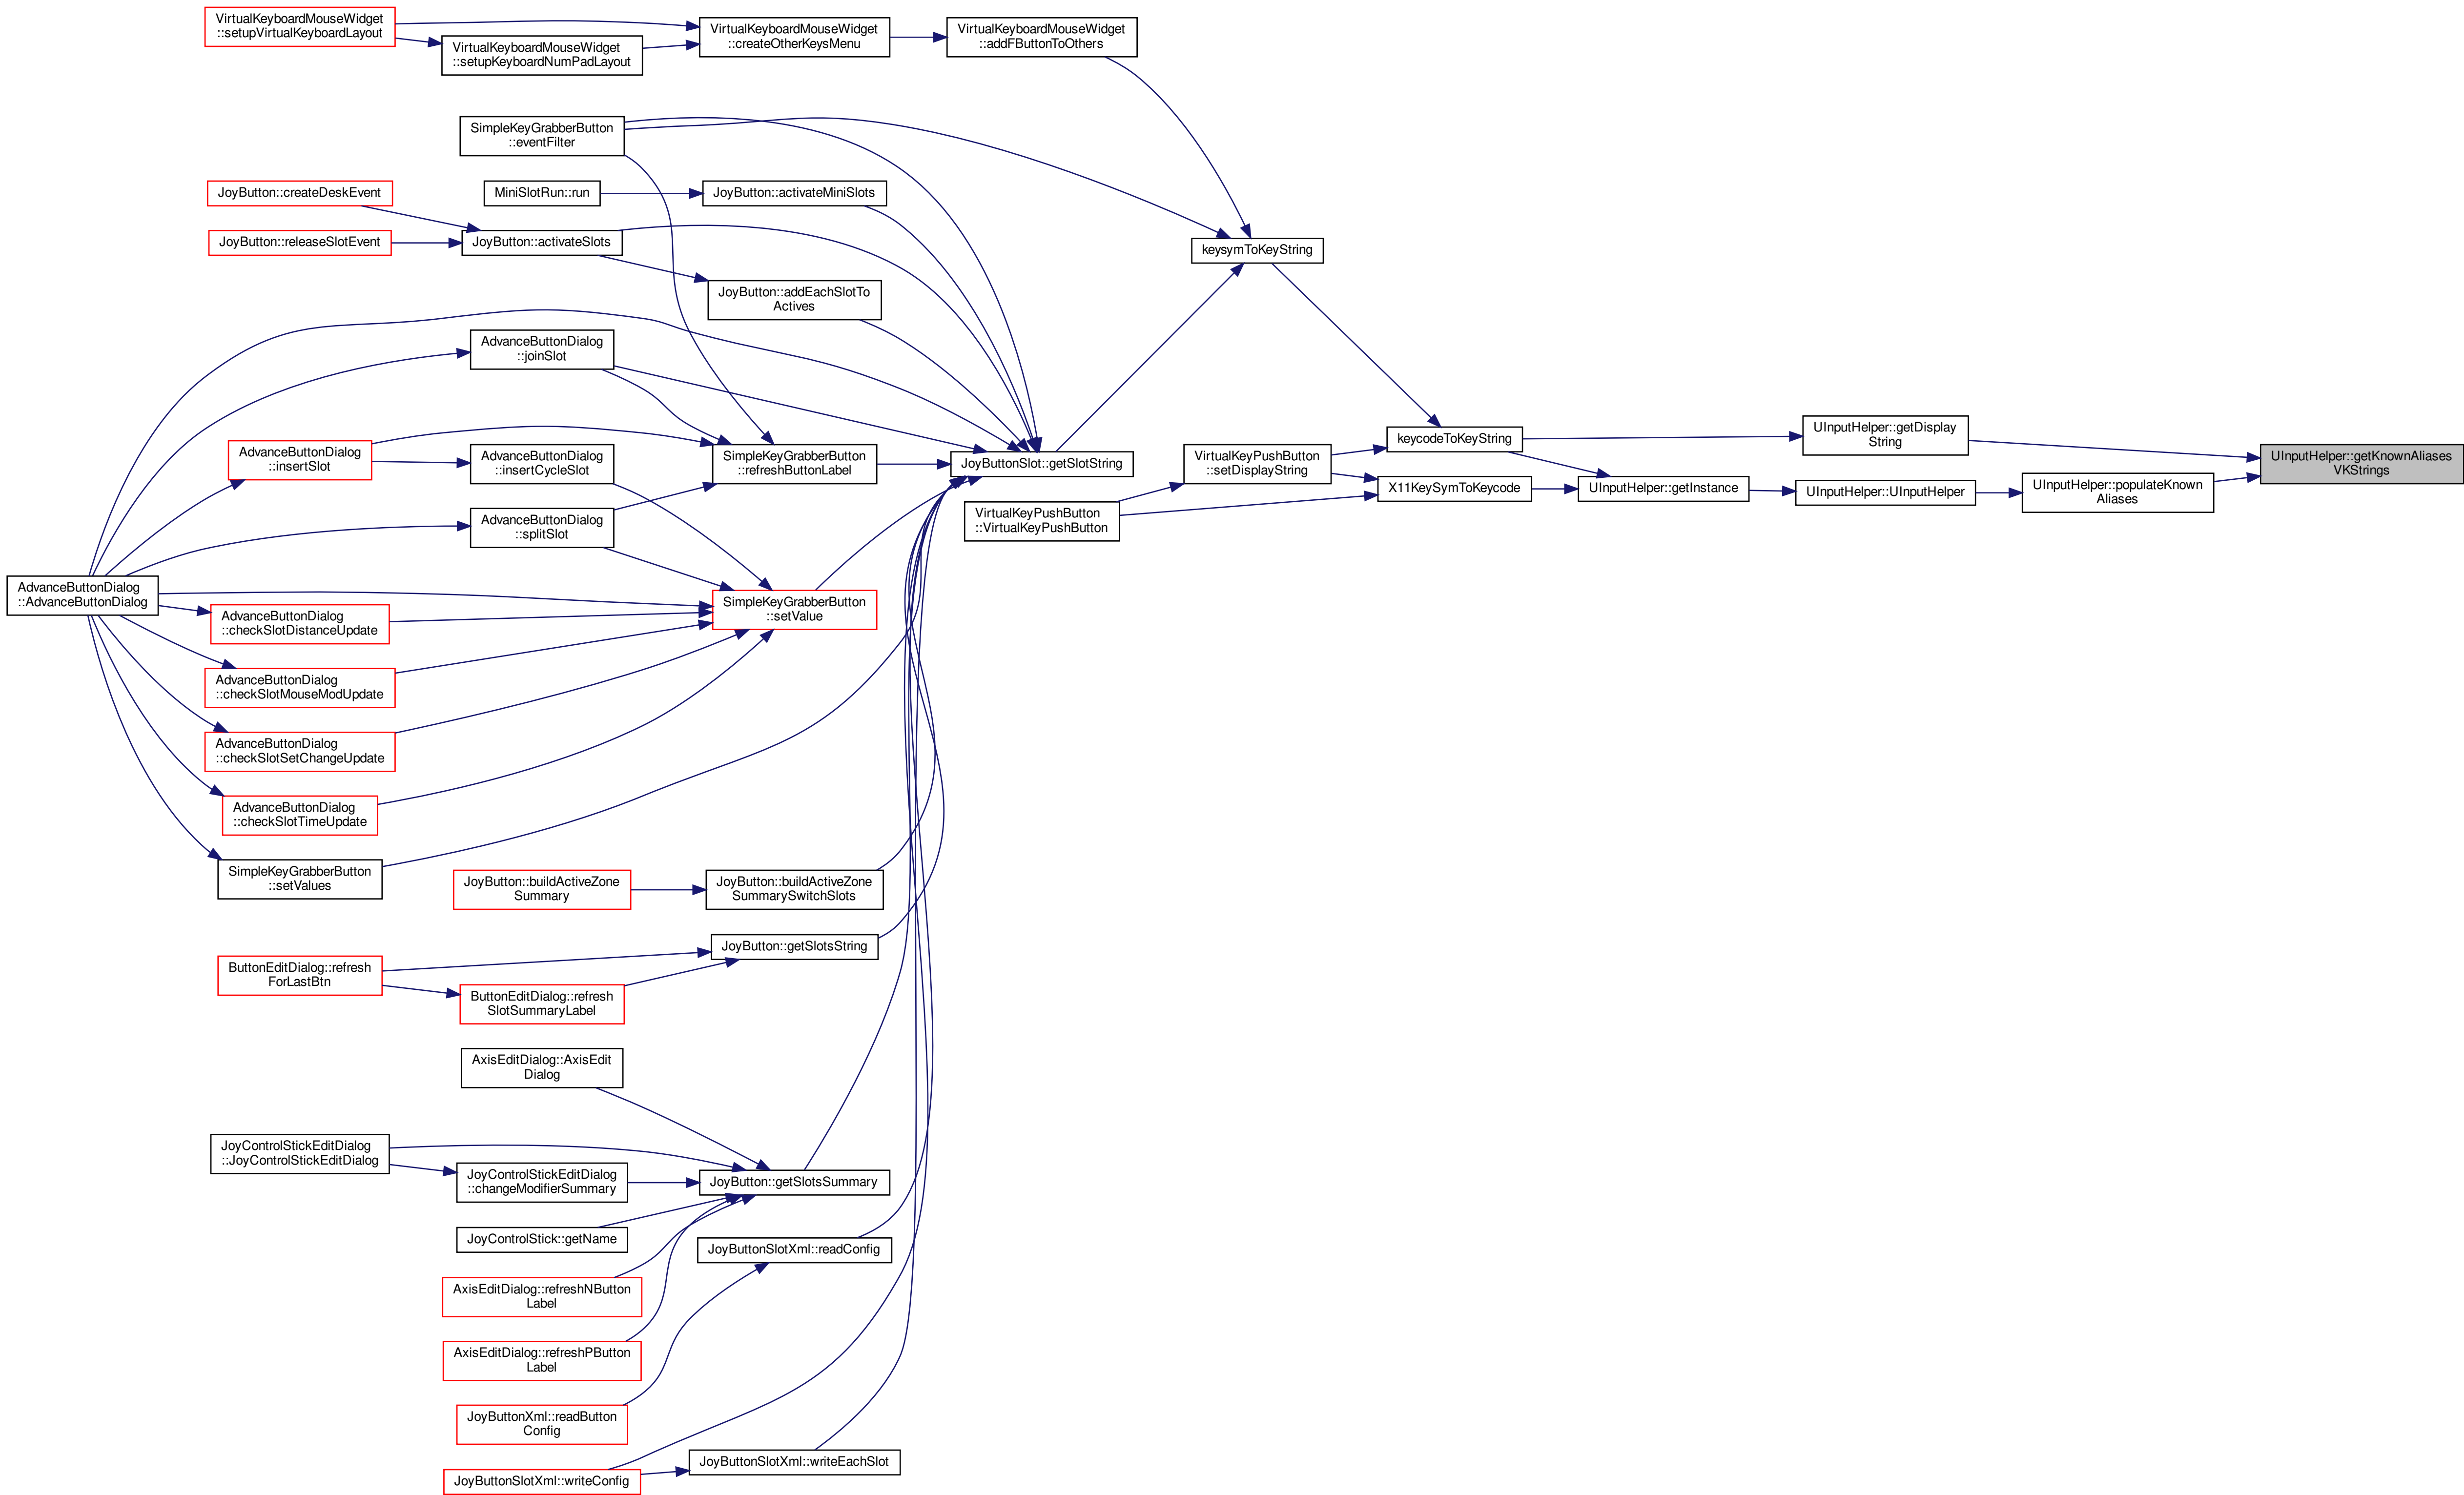 VirtualKeyboardMouseWidget
::setupVirtualKeyboardLayout
VirtualKeyboardMouseWidget
::setupKeyboardNumPadLayout
VirtualKeyboardMouseWidget
::createOtherKeysMenu
VirtualKeyboardMouseWidget
::addFButtonToOthers
SimpleKeyGrabberButton
::eventFilter
JoyButton::createDeskEvent
MiniSlotRun::run
JoyButton::activateMiniSlots
JoyButton::releaseSlotEvent
JoyButton::activateSlots
keysymToKeyString
JoyButton::addEachSlotTo
Actives
AdvanceButtonDialog
::joinSlot
AdvanceButtonDialog
::insertSlot
AdvanceButtonDialog
::insertCycleSlot
SimpleKeyGrabberButton
::refreshButtonLabel
JoyButtonSlot::getSlotString
VirtualKeyPushButton
::setDisplayString
keycodeToKeyString
UInputHelper::getDisplay
String
UInputHelper::getKnownAliases
VKStrings
AdvanceButtonDialog
::splitSlot
VirtualKeyPushButton
::VirtualKeyPushButton
X11KeySymToKeycode
UInputHelper::getInstance
UInputHelper::UInputHelper
UInputHelper::populateKnown
Aliases
AdvanceButtonDialog
::AdvanceButtonDialog
AdvanceButtonDialog
::checkSlotDistanceUpdate
SimpleKeyGrabberButton
::setValue
AdvanceButtonDialog
::checkSlotMouseModUpdate
AdvanceButtonDialog
::checkSlotSetChangeUpdate
AdvanceButtonDialog
::checkSlotTimeUpdate
SimpleKeyGrabberButton
::setValues
JoyButton::buildActiveZone
Summary
JoyButton::buildActiveZone
SummarySwitchSlots
JoyButton::getSlotsString
ButtonEditDialog::refresh
ForLastBtn
ButtonEditDialog::refresh
SlotSummaryLabel
AxisEditDialog::AxisEdit
Dialog
JoyControlStickEditDialog
::JoyControlStickEditDialog
JoyControlStickEditDialog
::changeModifierSummary
JoyButton::getSlotsSummary
JoyControlStick::getName
JoyButtonSlotXml::readConfig
AxisEditDialog::refreshNButton
Label
AxisEditDialog::refreshPButton
Label
JoyButtonXml::readButton
Config
JoyButtonSlotXml::writeEachSlot
JoyButtonSlotXml::writeConfig